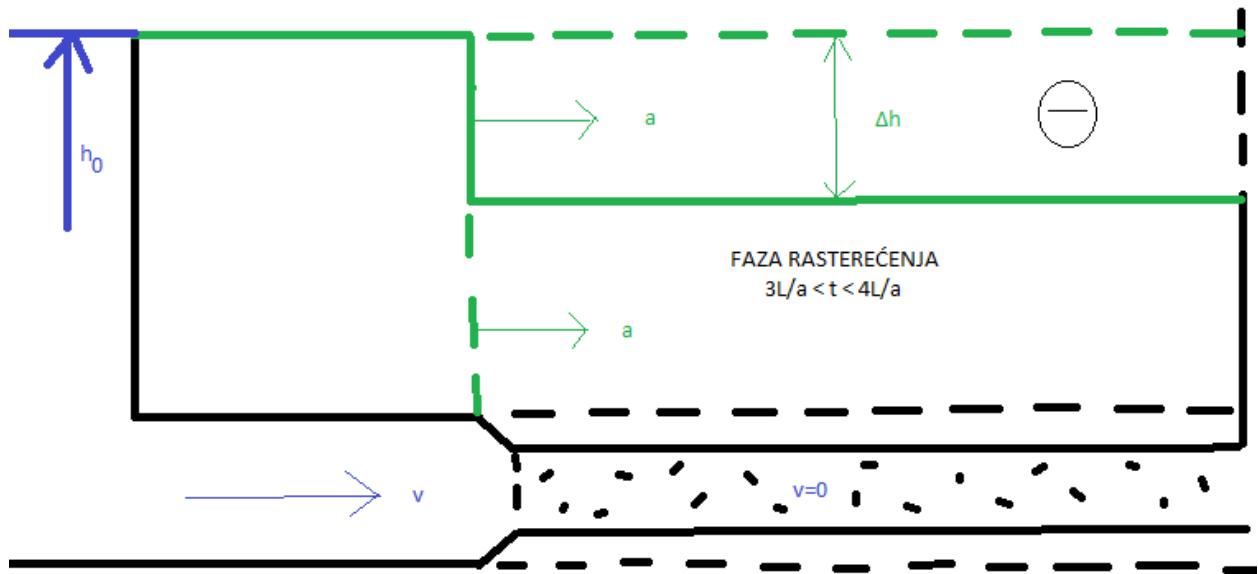 h0
a
Δh
FAZA RASTEREĆENJA
3L/a < t < 4L/a
a
v
v=0